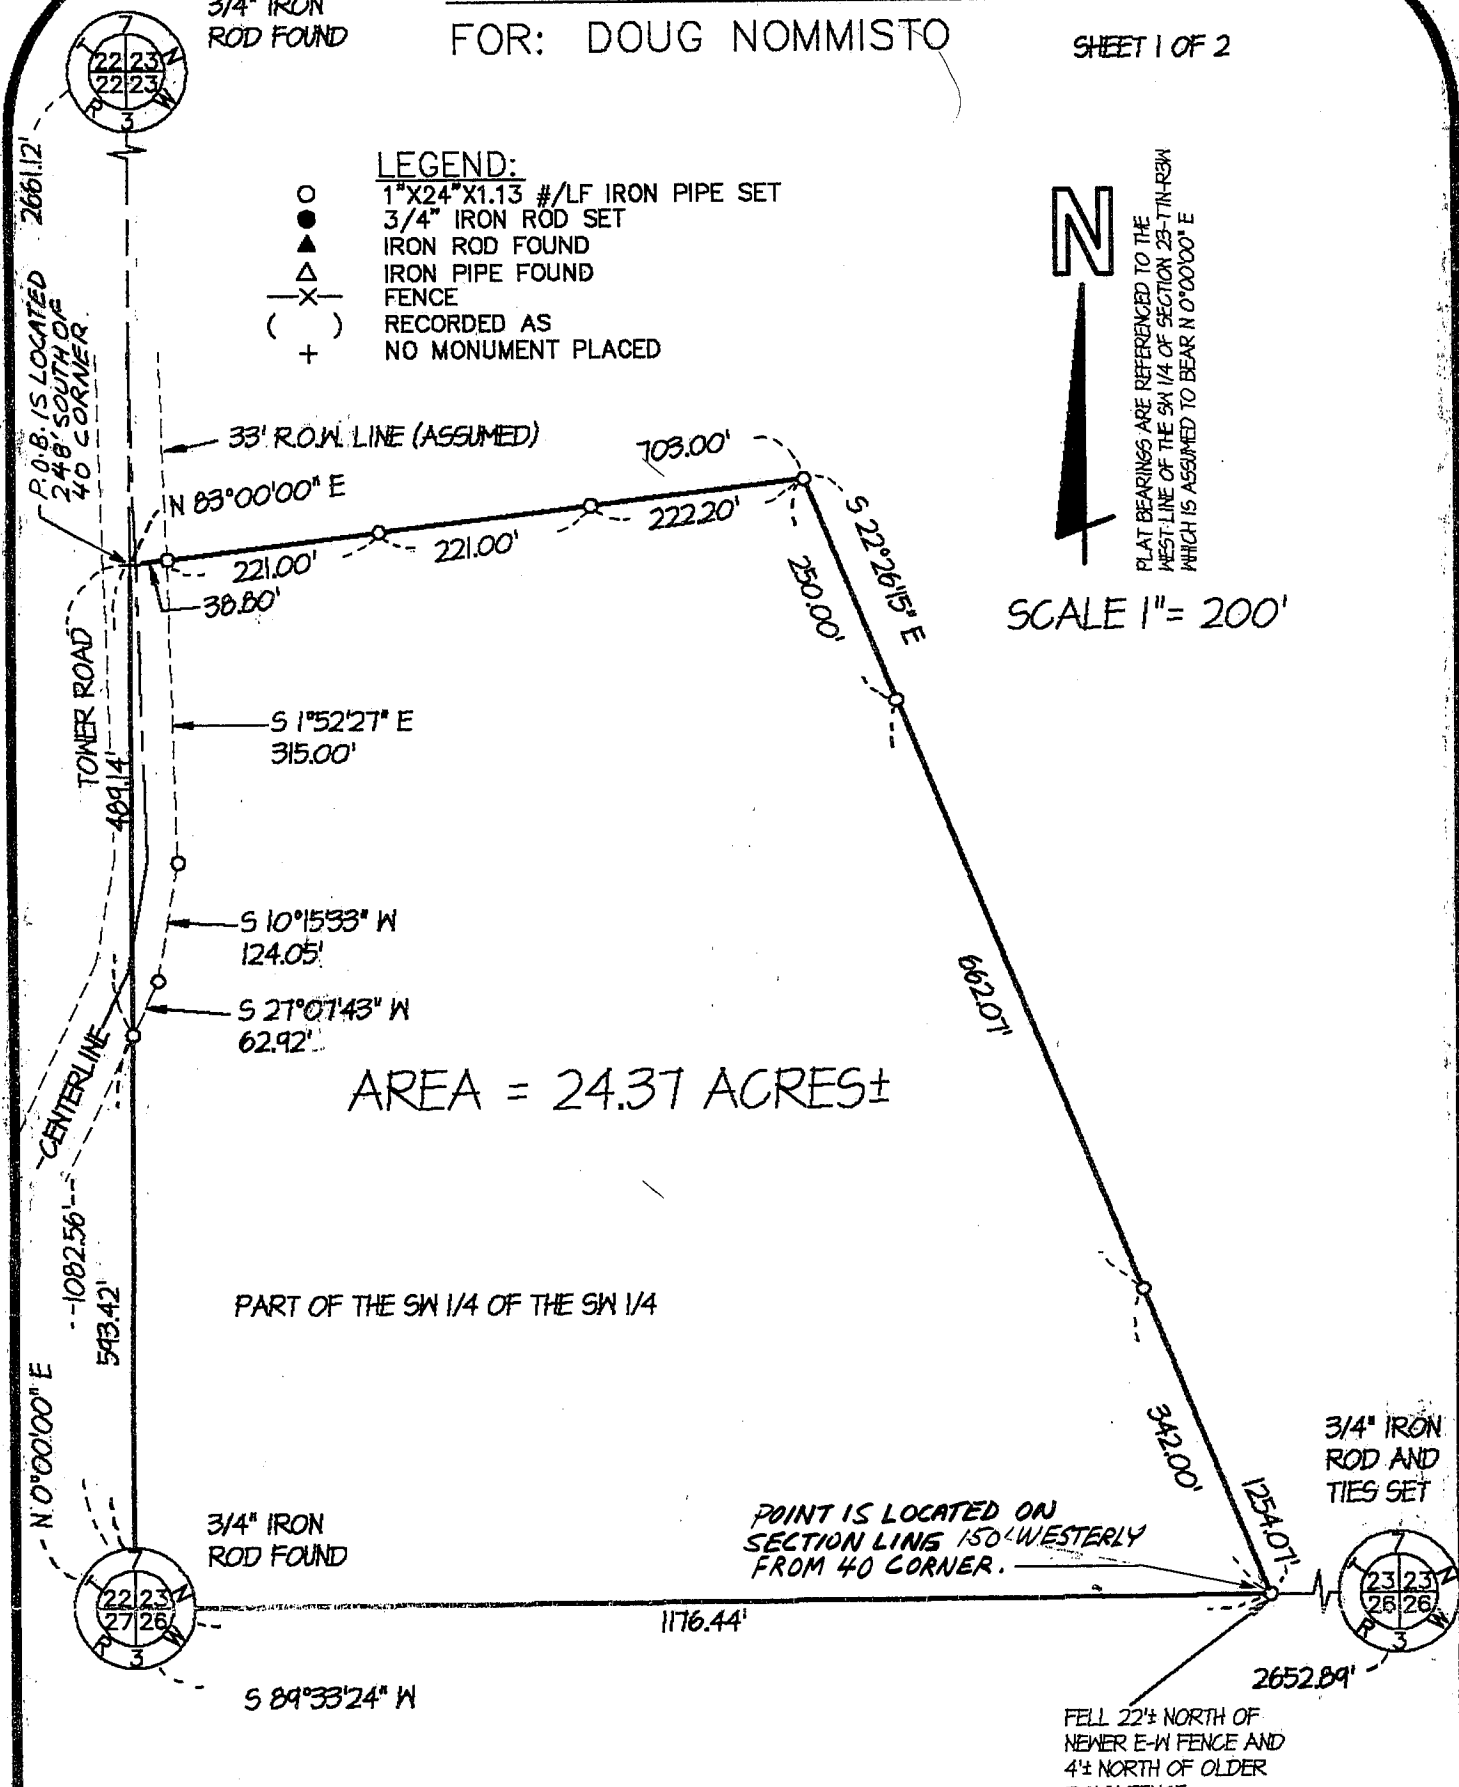 3/4" IRON
ROD FOUND
FOR: DOUG NOMMISTO
SHEET 1 OF 2
7
T N
22 23
22 23
R W
3
2661.12'
LEGEND:
1"X24"X1.13 #/LF IRON PIPE SET
3/4" IRON ROD SET
IRON ROD FOUND
IRON PIPE FOUND
X FENCE
( ) RECORDED AS
+ NO MONUMENT PLACED
N
PLAT BEARINGS ARE REFERENCED TO THE
WEST LINE OF THE SW 1/4 OF SECTION 23-T7N-R3W
WHICH IS ASSUMED TO BEAR N 0°00'00" E
SCALE 1"= 200'
P.O.B. IS LOCATED
248' SOUTH OF
40 CORNER.
33' R.O.W. LINE (ASSUMED)
703.00'
N 83°00'00" E
221.00'
221.00'
222.20'
38.80'
S 22°26'15" E
250.00'
TOWER ROAD
489.14'
S 1°52'27" E
315.00'
S 10°15'33" W
124.05'
S 27°07'43" W
62.92'
CENTERLINE
662.07'
AREA = 24.37 ACRES±
1082.56'
593.42'
PART OF THE SW 1/4 OF THE SW 1/4
N 0°00'00" E
342.00'
1254.07'
3/4" IRON
ROD AND
TIES SET
3/4" IRON
ROD FOUND
POINT IS LOCATED ON
SECTION LINE 150' WESTERLY
FROM 40 CORNER.
7
T N
22 23
27 26
R W
3
7
T N
23 23
26 26
R W
3
1176.44'
S 89°33'24" W
2652.89'
FELL 22'± NORTH OF
NEWER E-W FENCE AND
4'± NORTH OF OLDER